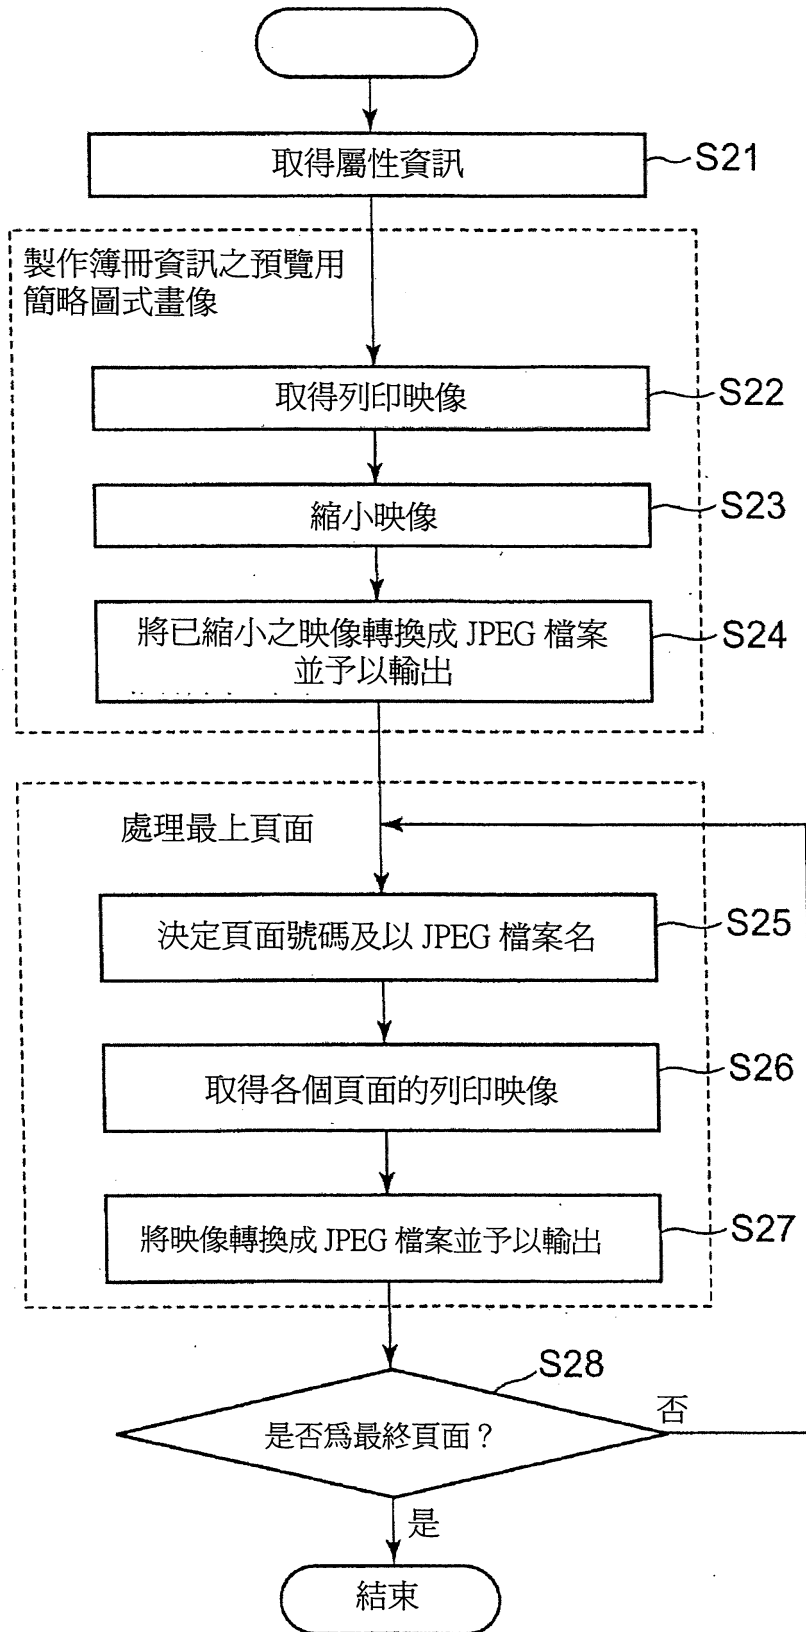 取得屬性資訊
S21
製作簿冊資訊之預覽用
簡略圖式畫像
取得列印映像
S22
縮小映像
S23
將已縮小之映像轉換成 JPEG 檔案
並予以輸出
S24
處理最上頁面
決定頁面號碼及以 JPEG 檔案名
S25
取得各個頁面的列印映像
S26
將映像轉換成 JPEG 檔案並予以輸出
S27
S28
是否爲最終頁面？
否
是
結束